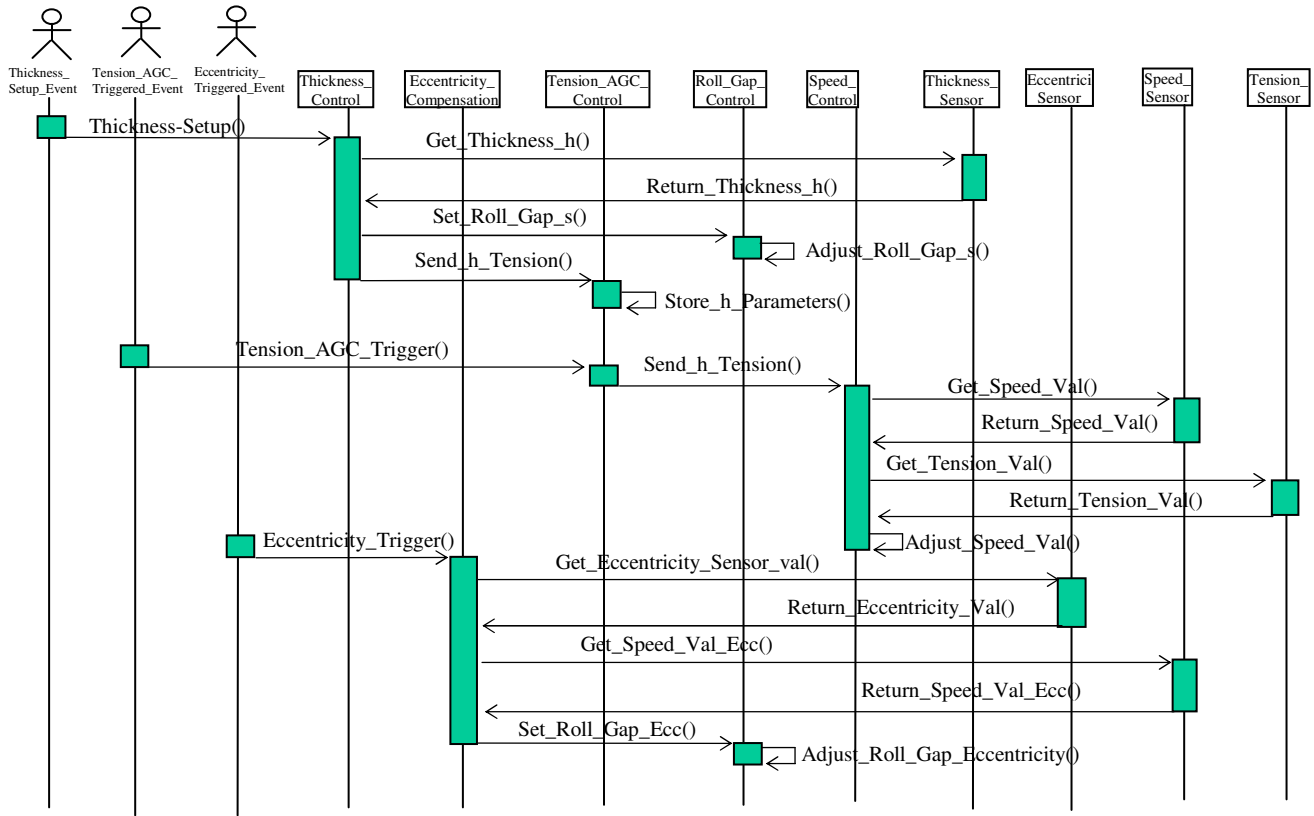 Thickness_
Setup_Event
Tension_AGC_
Triggered_Event
Eccentricity_
Triggered_Event
Thickness_
Control
Eccentricity_
Compensation
Tension_AGC_
Control
Roll_Gap_
Control
Speed_
Control
Thickness_
Sensor
Eccentrici
Sensor
Speed_
Sensor
Tension_
Sensor
Thickness-Setup()
Get_Thickness_h()
Return_Thickness_h()
Set_Roll_Gap_s()
Adjust_Roll_Gap_s()
Send_h_Tension()
Store_h_Parameters()
Tension_AGC_Trigger()
Send_h_Tension()
Get_Speed_Val()
Return_Speed_Val()
Get_Tension_Val()
Return_Tension_Val()
Adjust_Speed_Val()
Eccentricity_Trigger()
Get_Eccentricity_Sensor_val()
Return_Eccentricity_Val()
Get_Speed_Val_Ecc()
Return_Speed_Val_Ecc()
Set_Roll_Gap_Ecc()
Adjust_Roll_Gap_Eccentricity()